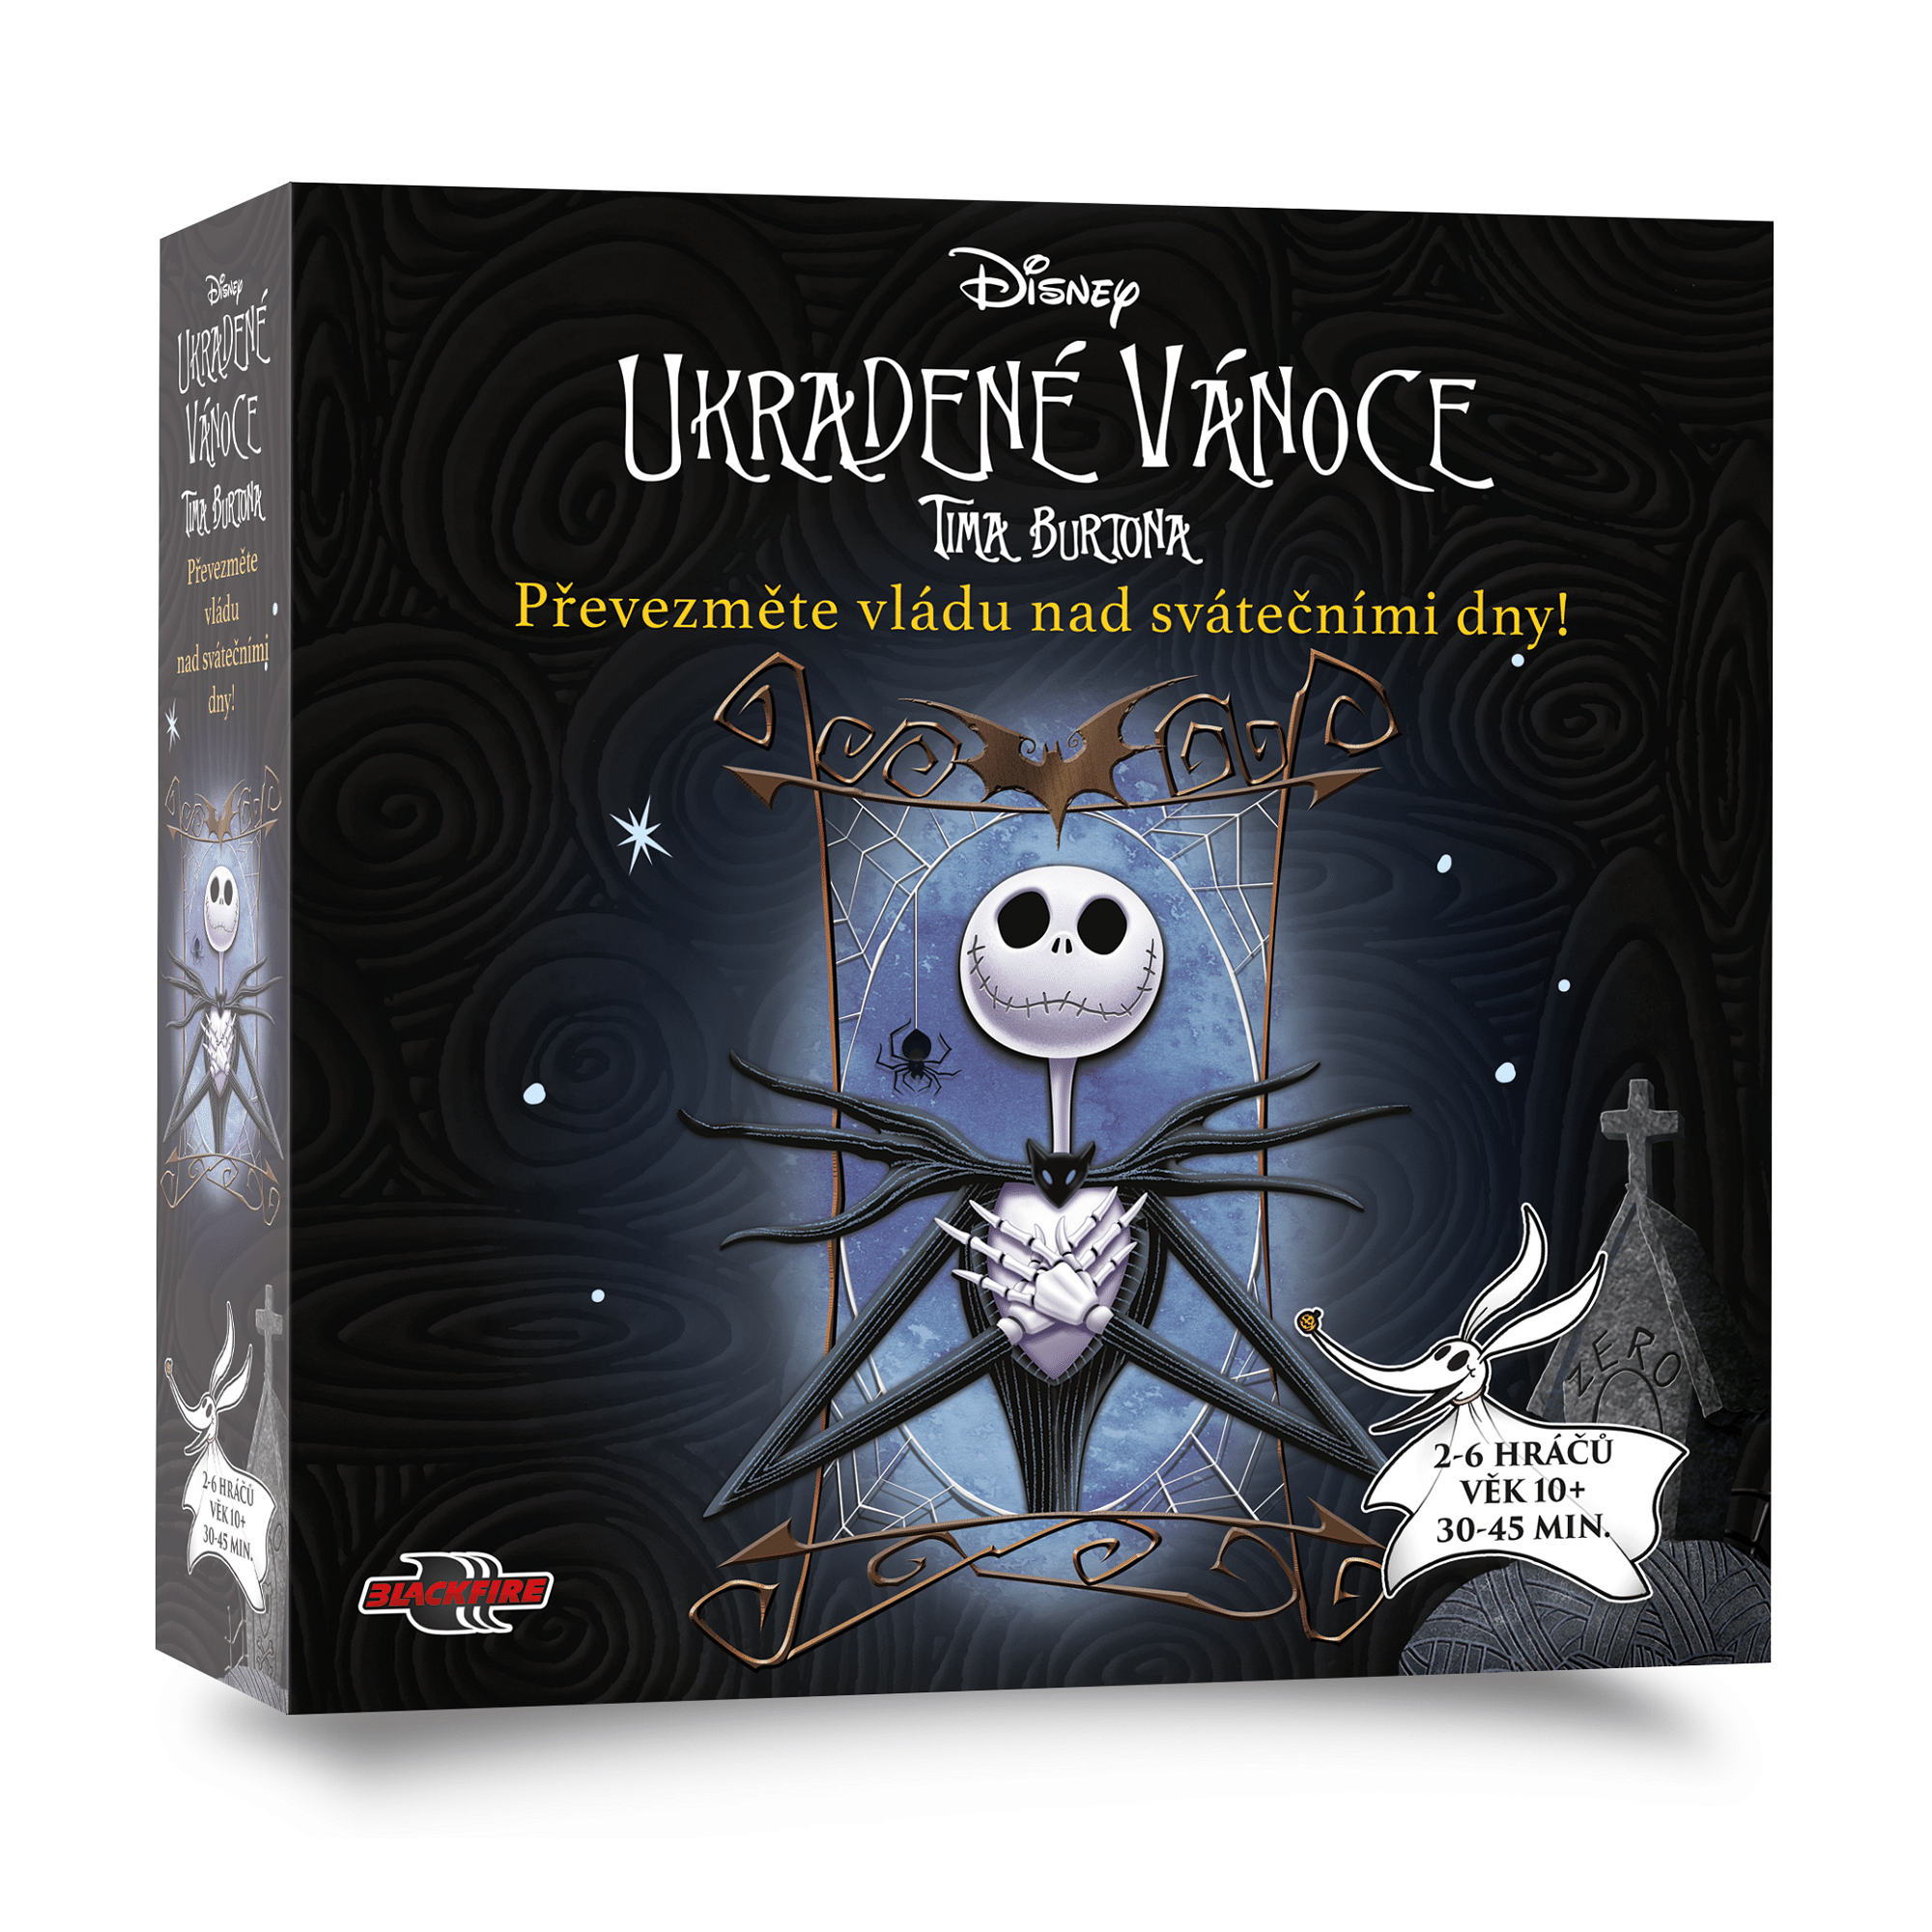 Disney
UKRADENÉ VÁNOCE
TIMA BURTONA
Převezměte vládu nad svátečními dny!
ZERO
2-6 HRÁČŮ
VĚK 10+
30-45 MIN.
BLACKFIRE
Disney
UKRADENÉ
VÁNOCE
TIMA BURTONA
Převezměte
vládu
nad svátečními
dny!
2-6 HRÁČŮ
VĚK 10+
30-45 MIN.